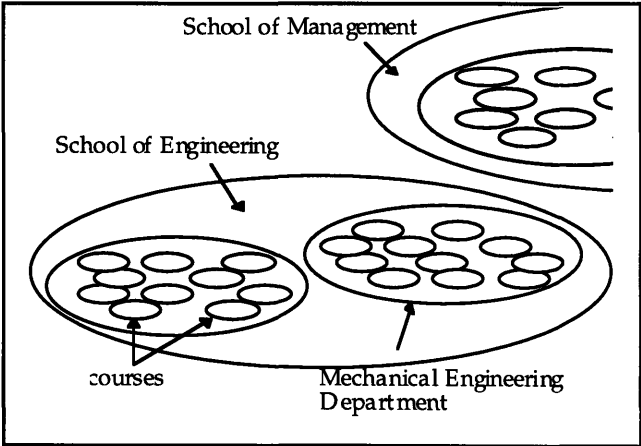 School of Management
School of Engineering
courses
Mechanical Engineering
Department